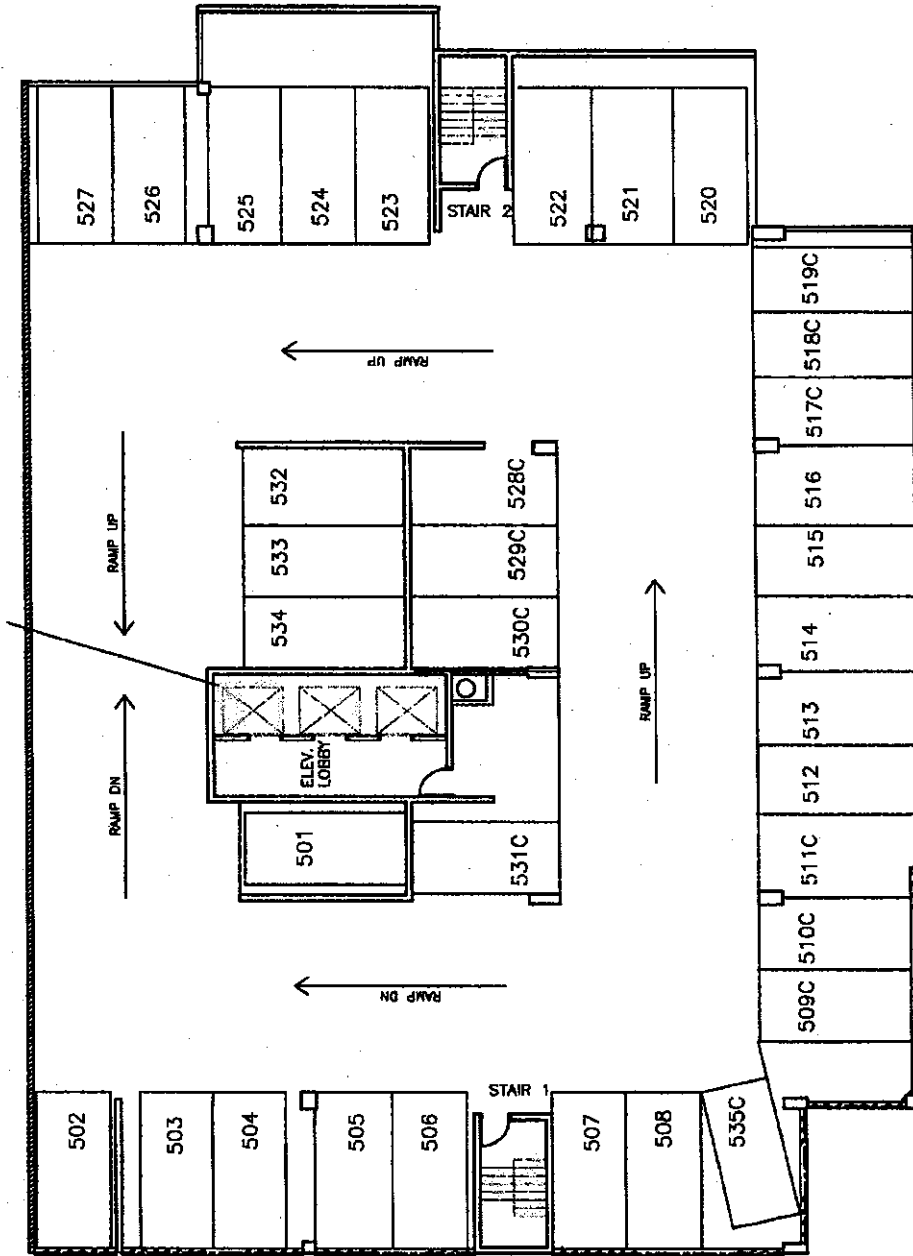 527
526
525
524
523
STAIR 2
522
521
520
519C
518C
517C
516
515
514
513
512
511C
510C
509C
RAMP UP
RAMP UP
RAMP DN
532
533
534
528C
529C
530C
ELEV.
LOBBY
501
531C
RAMP UP
RAMP DN
STAIR 1
502
503
504
505
506
507
508
535C